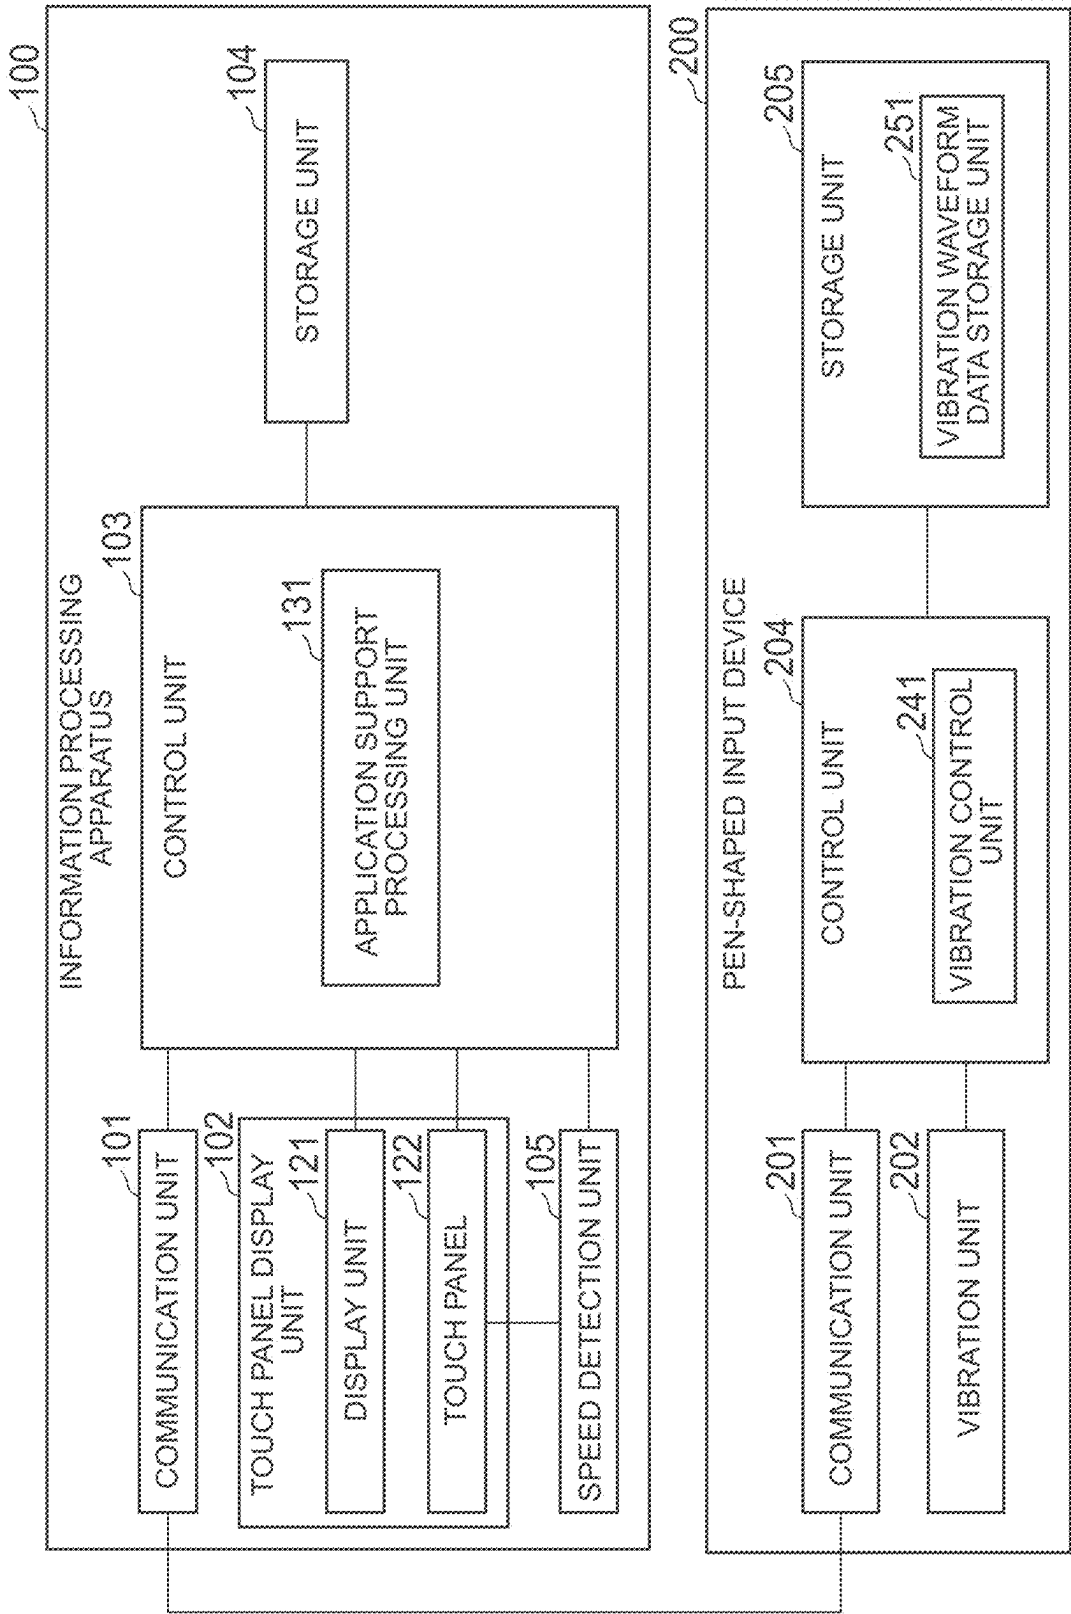 100
INFORMATION PROCESSING
APPARATUS
101
COMMUNICATION UNIT
102
TOUCH PANEL DISPLAY
UNIT
121
DISPLAY UNIT
122
TOUCH PANEL
105
SPEED DETECTION UNIT
103
CONTROL UNIT
131
APPLICATION SUPPORT
PROCESSING UNIT
104
STORAGE UNIT
200
PEN-SHAPED INPUT DEVICE
201
COMMUNICATION UNIT
202
VIBRATION UNIT
204
CONTROL UNIT
241
VIBRATION CONTROL
UNIT
205
STORAGE UNIT
251
VIBRATION WAVEFORM
DATA STORAGE UNIT